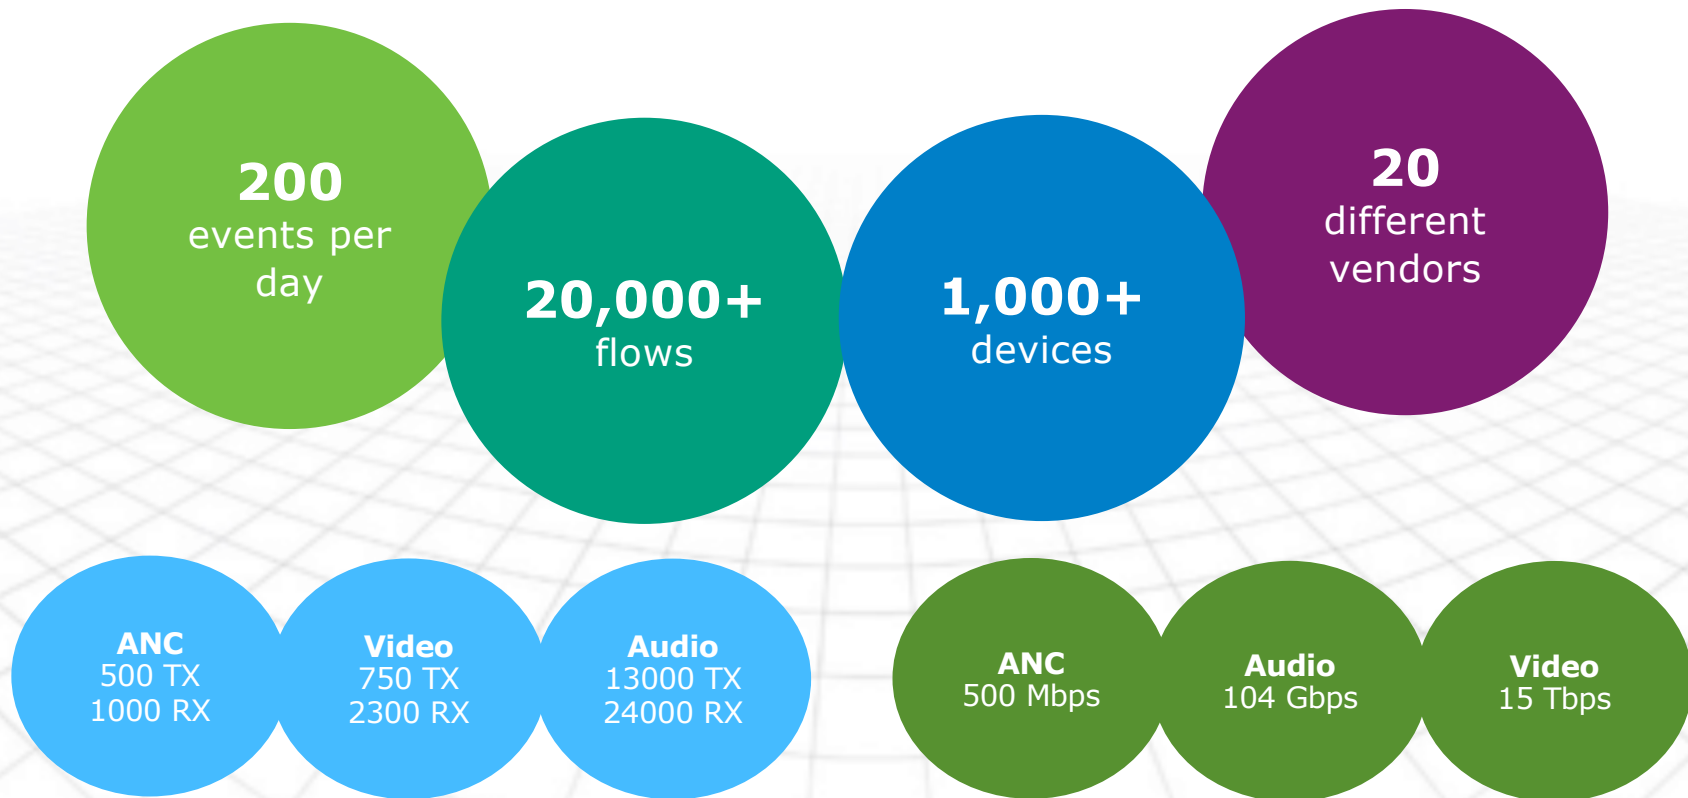 200
events per
day
20,000+
flows
1,000+
devices
20
different
vendors
ANC
500 TX
1000 RX
Video
750 TX
2300 RX
Audio
13000 TX
24000 RX
ANC
500 Mbps
Audio
104 Gbps
Video
15 Tbps